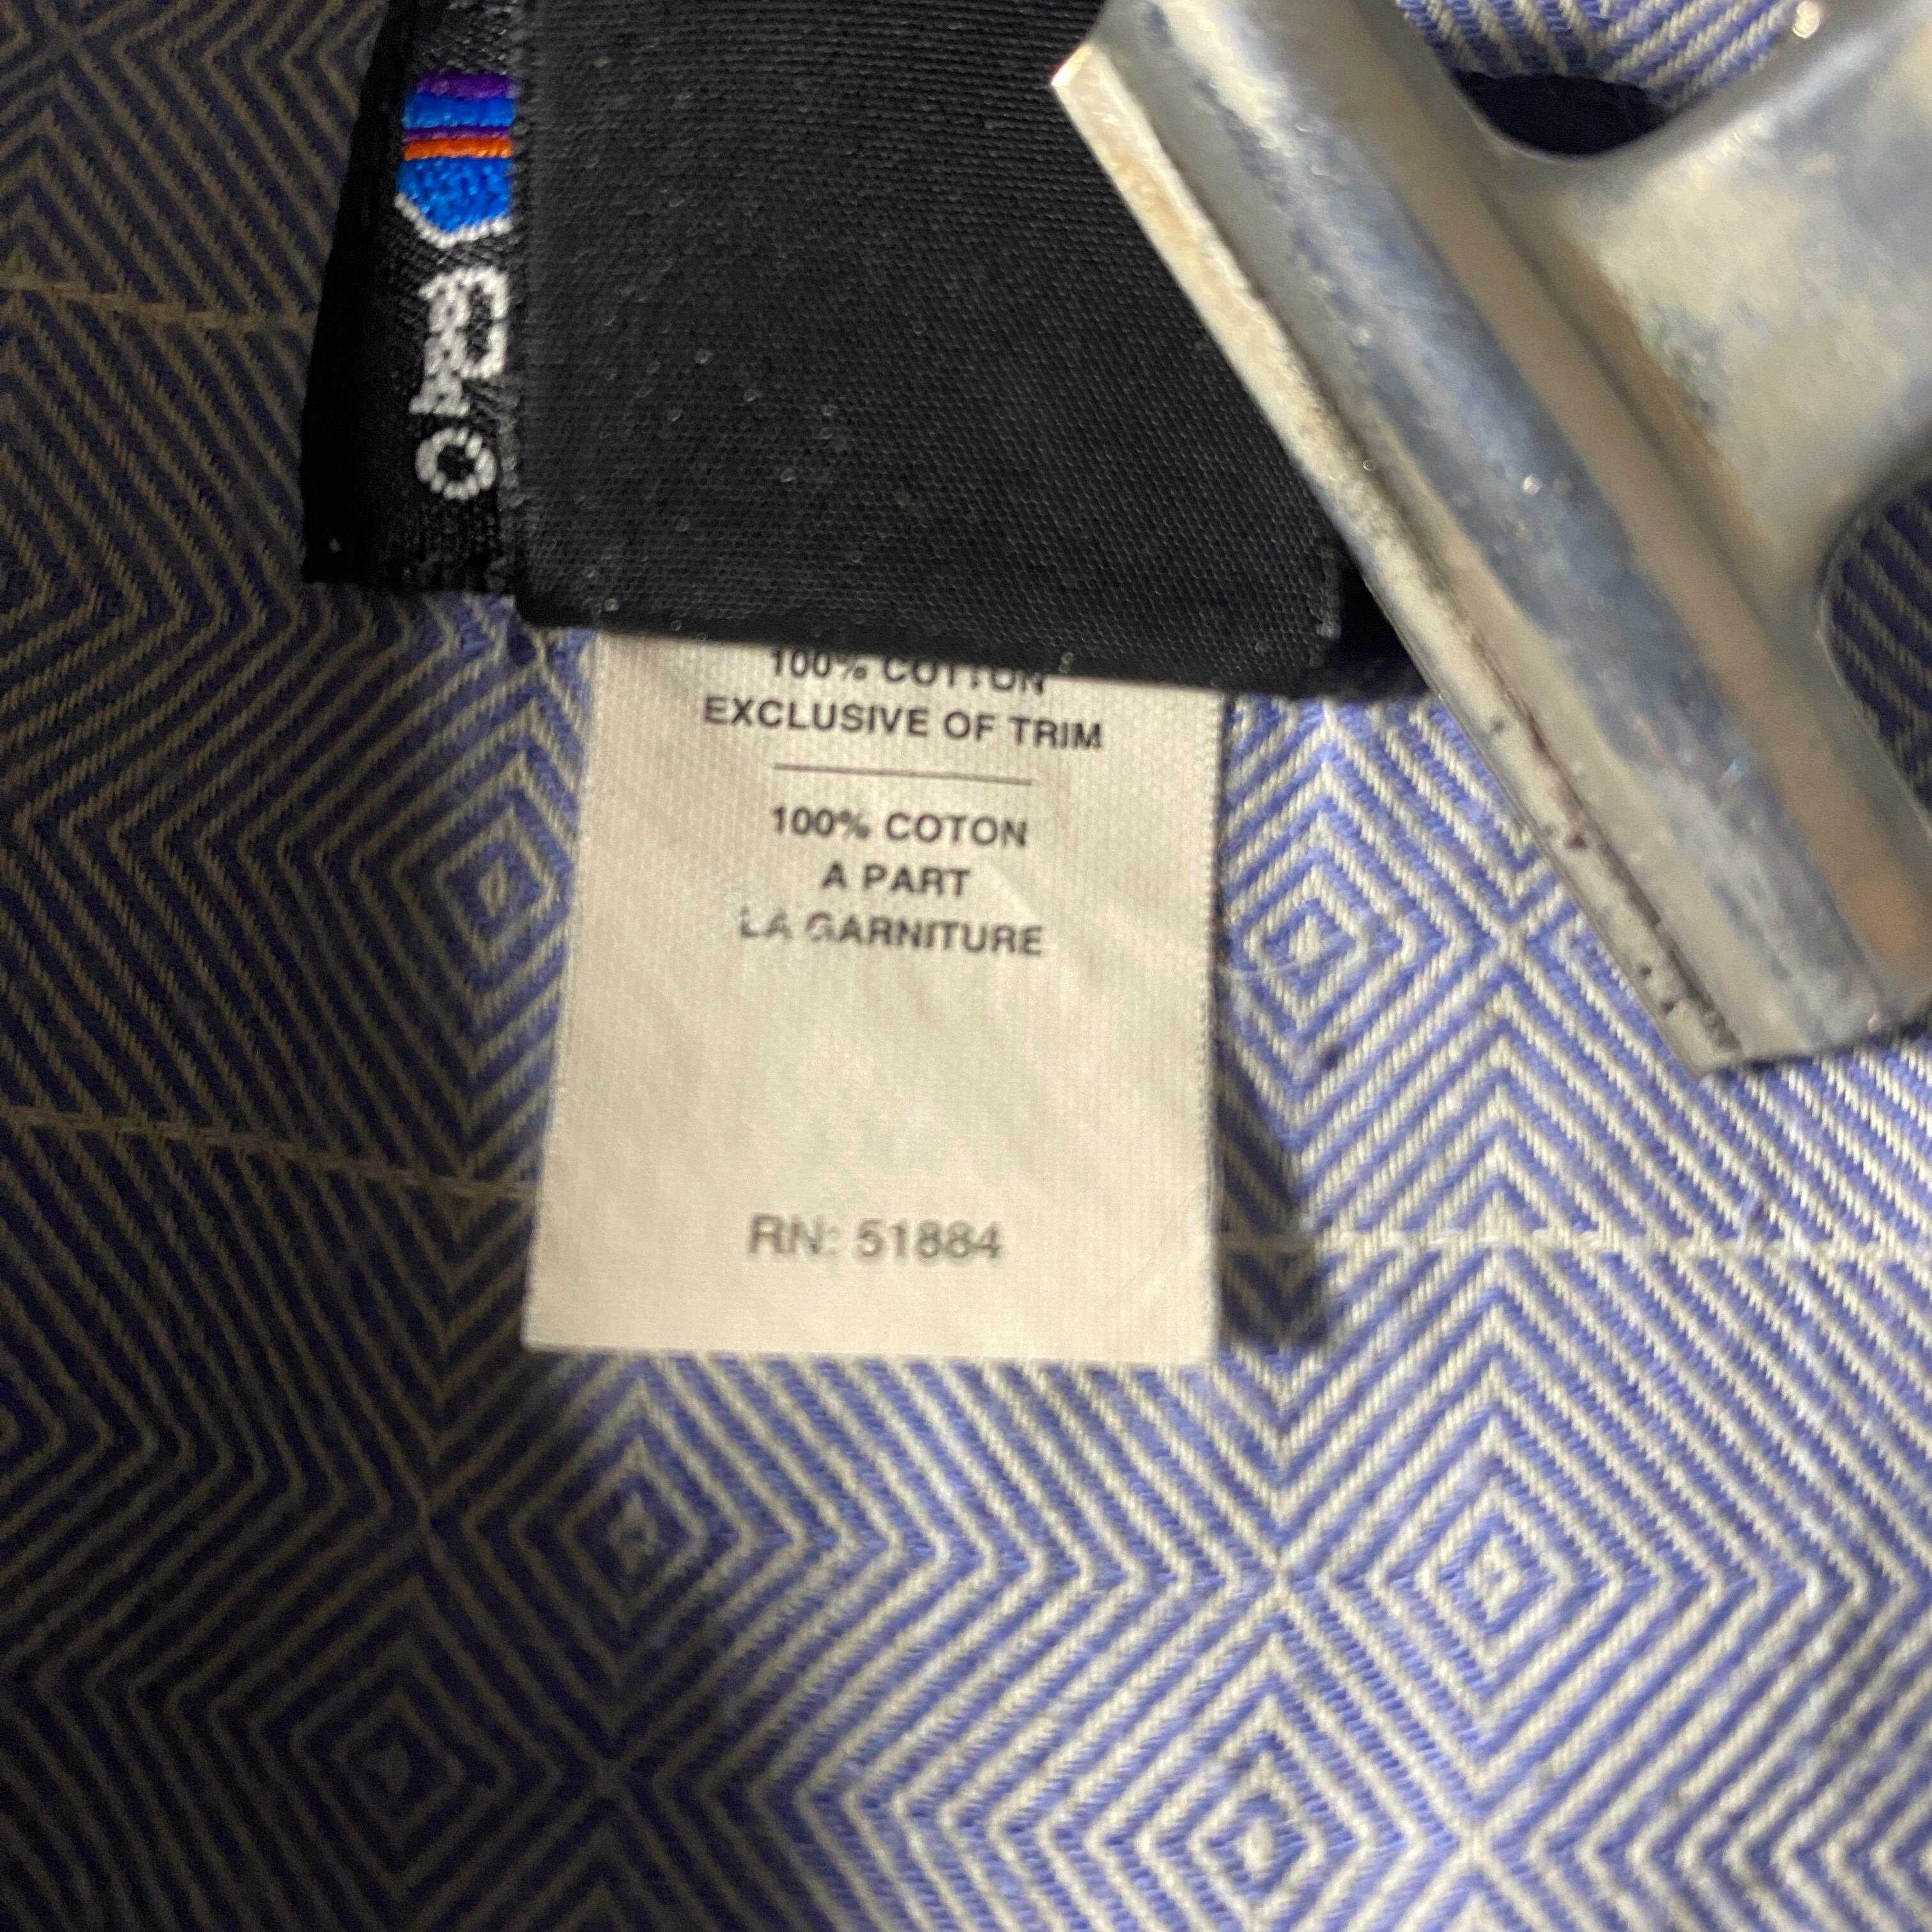 100% COTTON
EXCLUSIVE OF TRIM
100% COTON
A PART
LA GARNITURE
RN: 51884